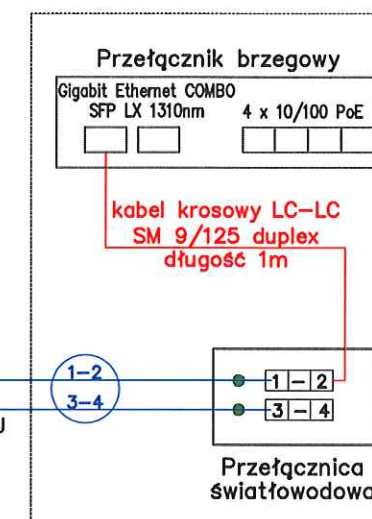 Przełącznik brzegowy
Gigabit Ethernet COMBO
SFP LX 1310nm
4 x 10/100 PoE
kabel krosowy LC-LC
SM 9/125 duplex
długość 1m
1-2
3-4
1 - 2
3 - 4
Przełącznica
światłowodowa